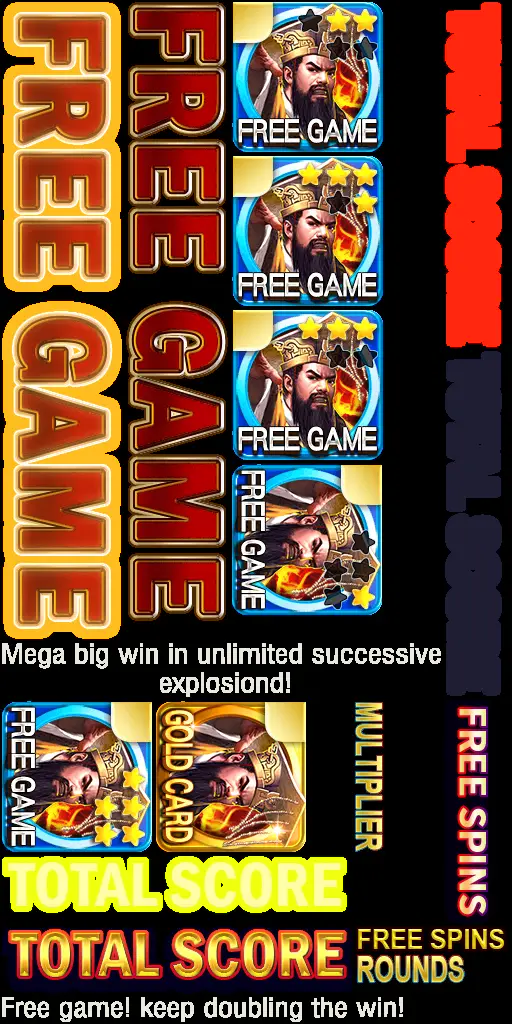 FREE GAME
FREE GAME
FREE GAME
FREE GAME
FREE GAME
FREE GAME
TOTAL SCORE
TOTAL SCORE
Mega big win in unlimited successive
explosiond!
FREE GAME
GOLD CARD
MULTIPLIER
FREE SPINS
TOTAL SCORE
TOTAL SCORE
FREE SPINS
ROUNDS
Free game! keep doubling the win!